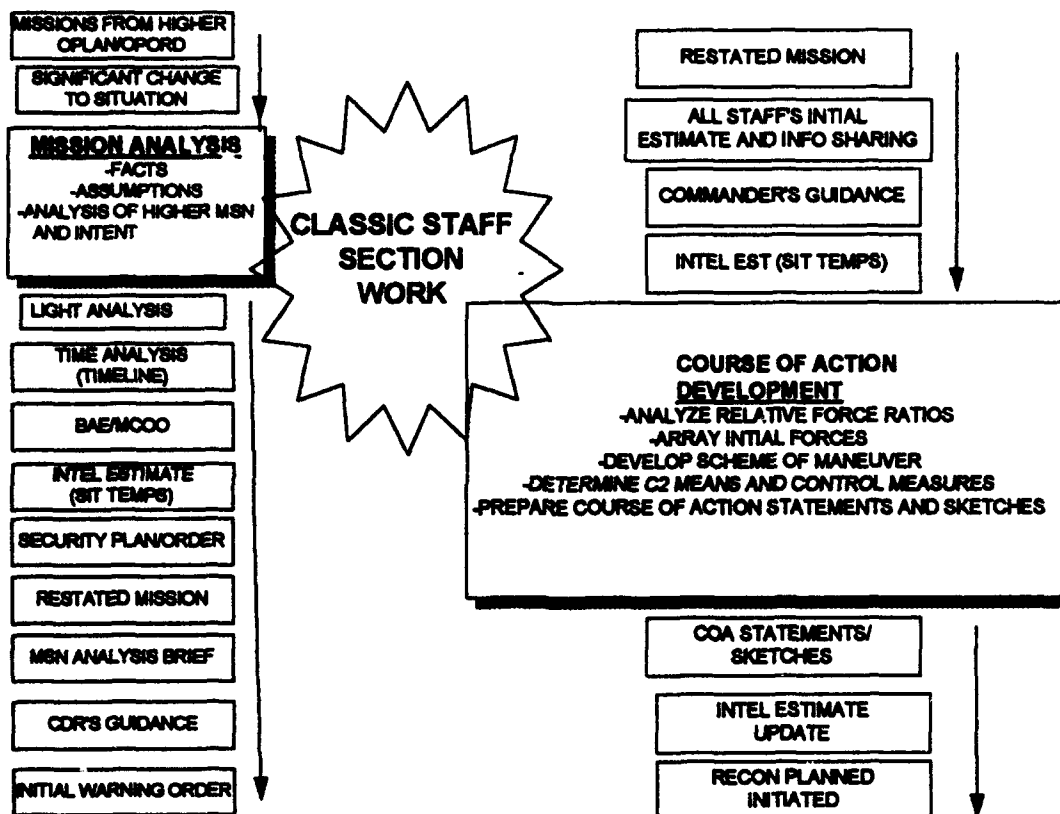 MISSIONS FROM HIGHER
OPLAN/OPORD
SIGNIFICANT CHANGE
TO SITUATION
MISSION ANALYSIS
-FACTS
-ASSUMPTIONS
-ANALYSIS OF HIGHER MSN
AND INTENT
LIGHT ANALYSIS
TIME ANALYSIS
(TIMELINE)
BAE/MCOO
INTEL ESTIMATE
(SIT TEMPS)
SECURITY PLAN/ORDER
RESTATED MISSION
MSN ANALYSIS BRIEF
CDR'S GUIDANCE
INITIAL WARNING ORDER
CLASSIC STAFF
SECTION
WORK
RESTATED MISSION
ALL STAFF'S INTIAL
ESTIMATE AND INFO SHARING
COMMANDER'S GUIDANCE
INTEL EST (SIT TEMPS)
COURSE OF ACTION
DEVELOPMENT
-ANALYZE RELATIVE FORCE RATIOS
-ARRAY INTIAL FORCES
-DEVELOP SCHEME OF MANEUVER
-DETERMINE C2 MEANS AND CONTROL MEASURES
-PREPARE COURSE OF ACTION STATEMENTS AND SKETCHES
COA STATEMENTS/
SKETCHES
INTEL ESTIMATE
UPDATE
RECON PLANNED
INITIATED